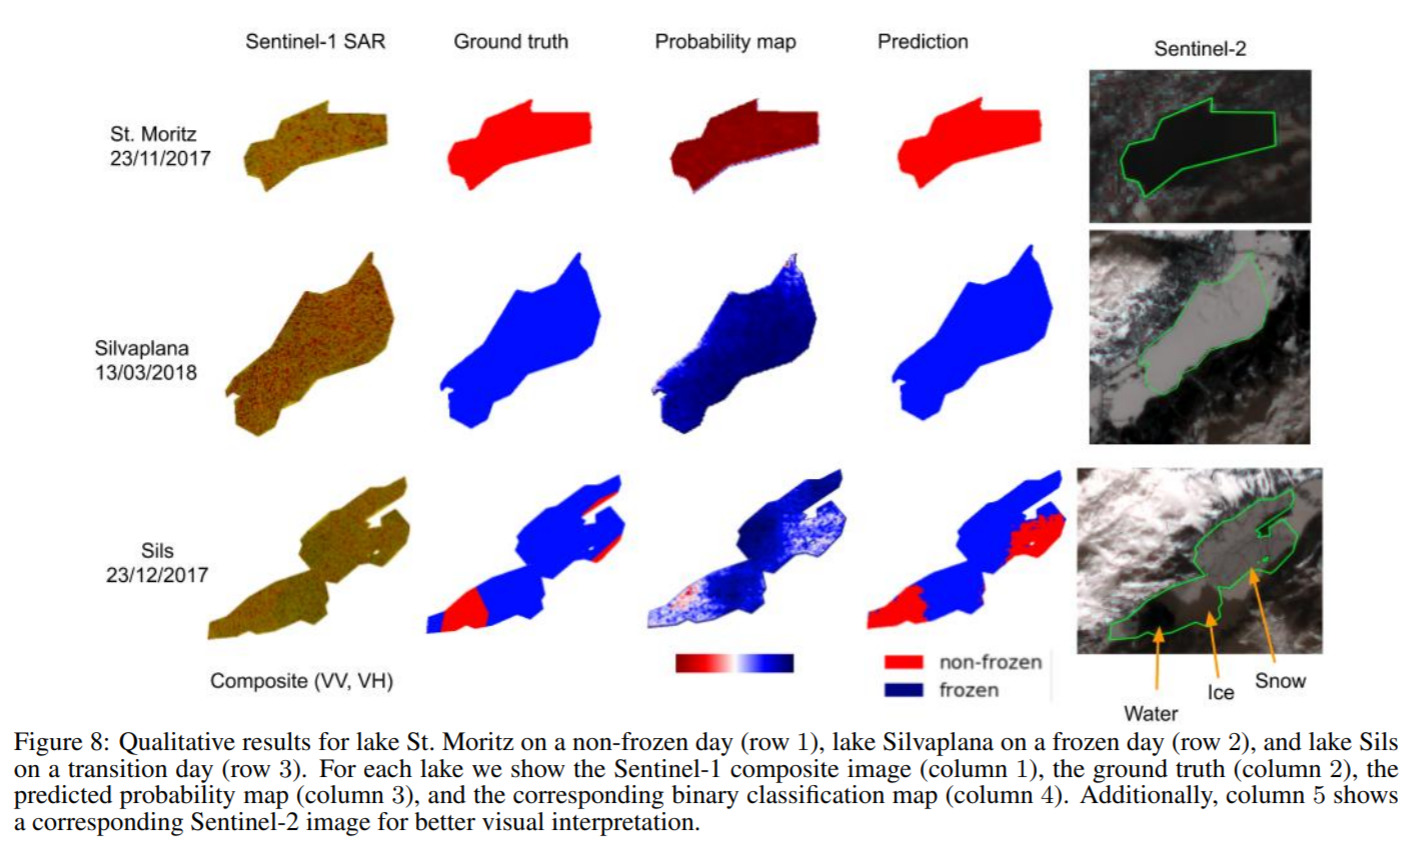 Sentinel-1 SAR
Ground truth
Probability map
Prediction
Sentinel-2
St. Moritz
23/11/2017
Silvaplana
13/03/2018
Sils
23/12/2017
Composite (VV, VH)
non-frozen
frozen
Water
Ice
Snow
Figure 8: Qualitative results for lake St. Moritz on a non-frozen day (row 1), lake Silvaplana on a frozen day (row 2), and lake Sils
on a transition day (row 3). For each lake we show the Sentinel-1 composite image (column 1), the ground truth (column 2), the
predicted probability map (column 3), and the corresponding binary classification map (column 4). Additionally, column 5 shows
a corresponding Sentinel-2 image for better visual interpretation.